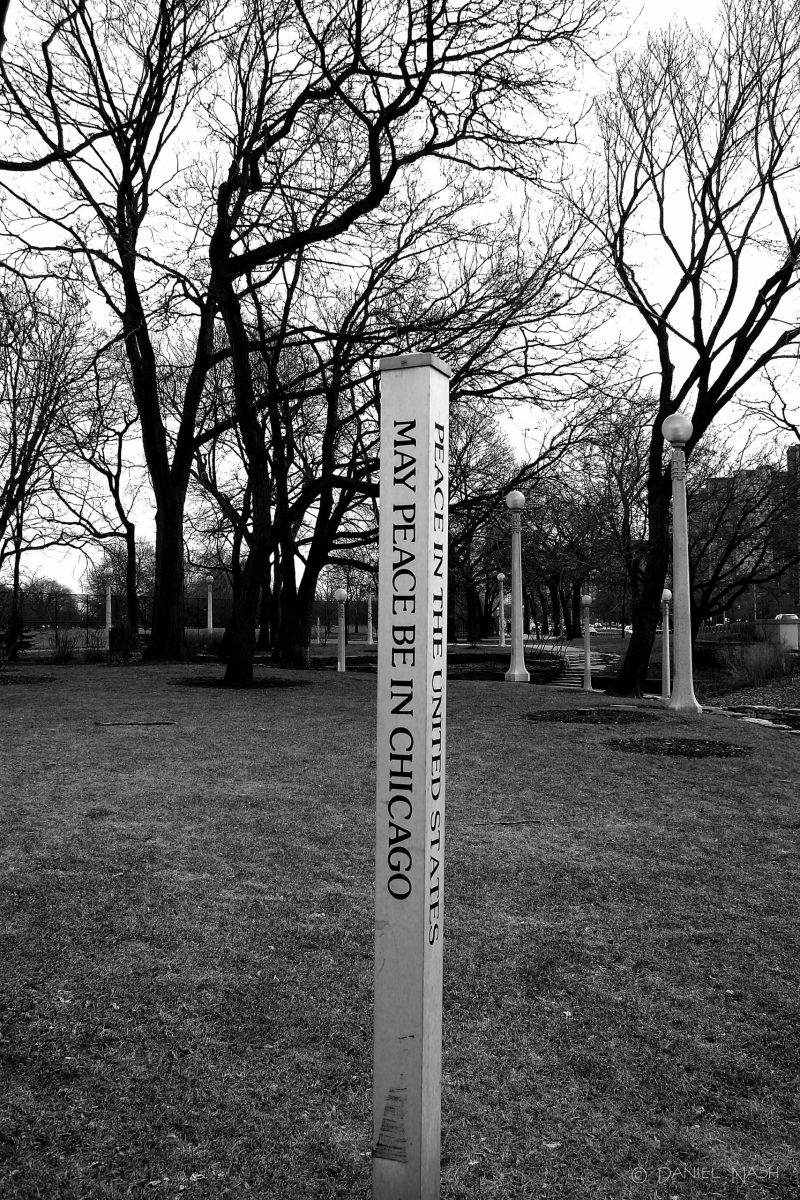 MAY PEACE BE IN CHICAGO
PEACE IN THE UNITED STATES
© DANIEL NASH